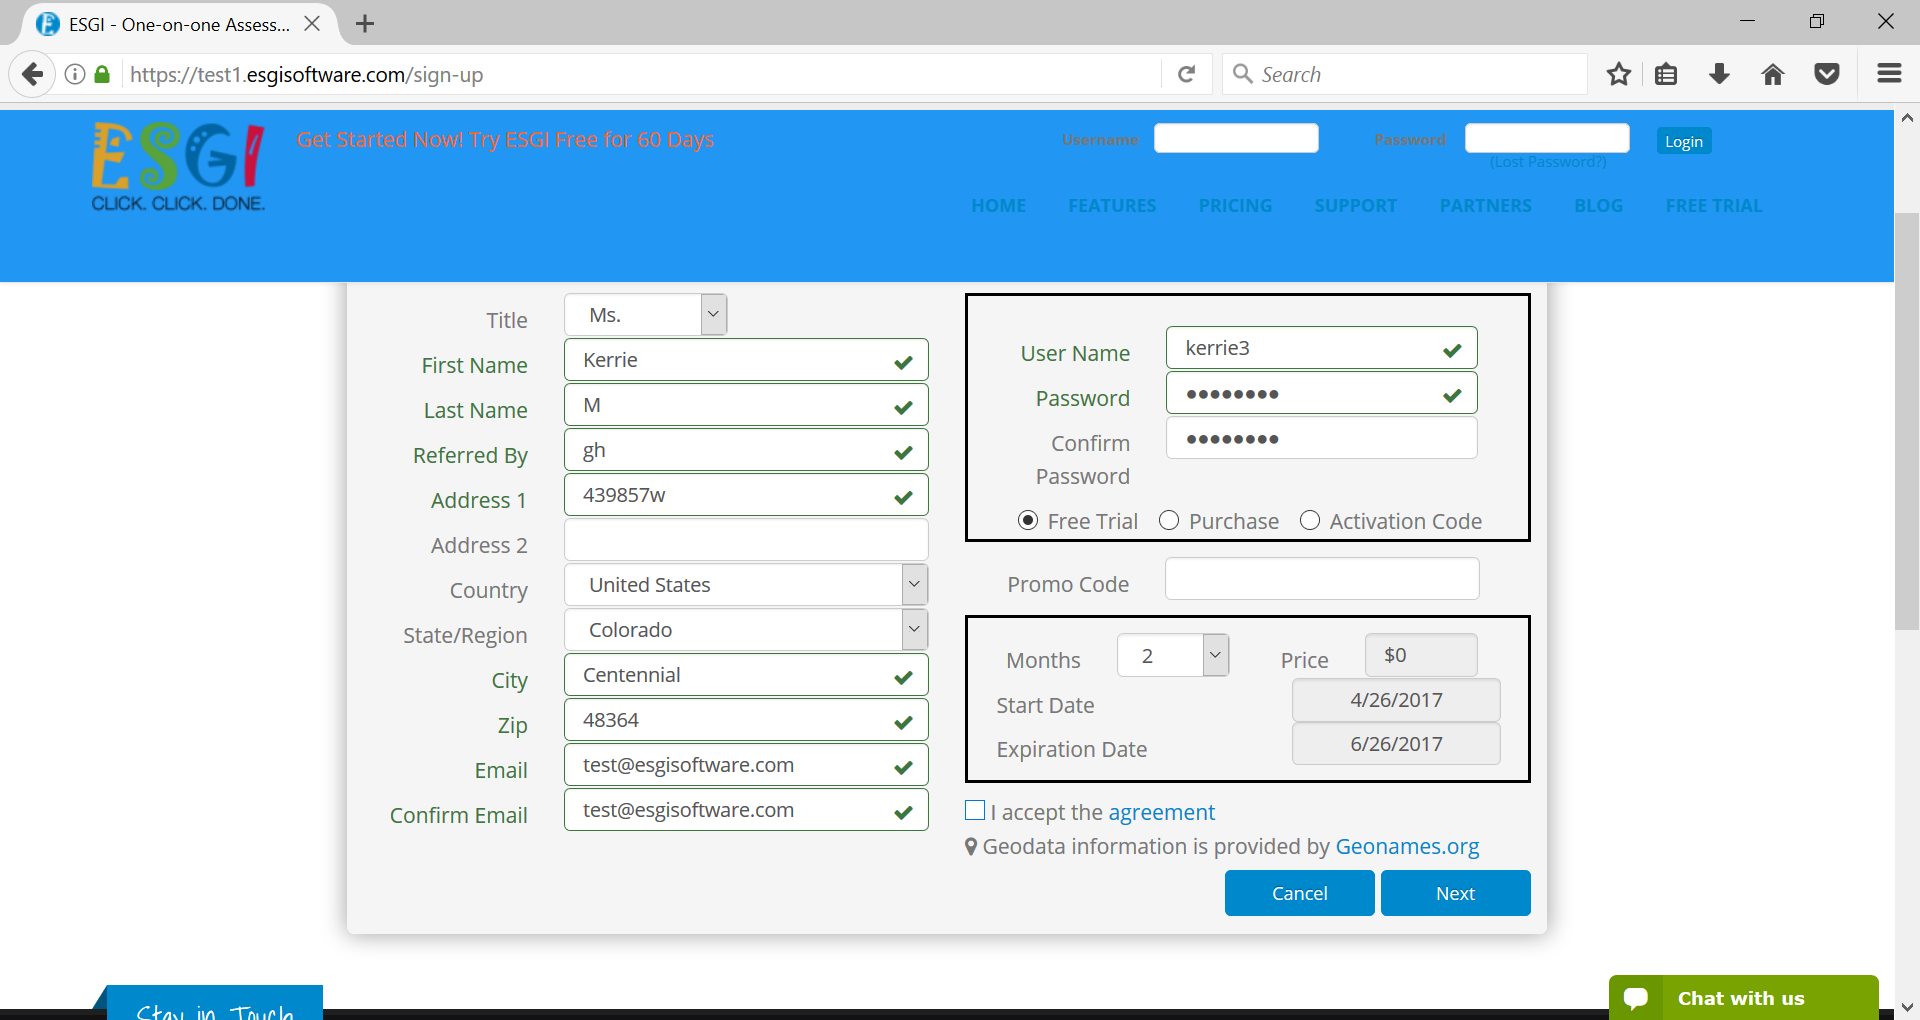 ESGI - One-on-one Assess...
https://test1.esgisoftware.com/sign-up
Search
ESGI
CLICK. CLICK. DONE.
Get Started Now! Try ESGI Free for 60 Days
Username
Password
Login
(Lost Password?)
HOME FEATURES PRICING SUPPORT PARTNERS BLOG FREE TRIAL
Title Ms.
First Name Kerrie
Last Name M
Referred By gh
Address 1 439857w
Address 2
Country United States
State/Region Colorado
City Centennial
Zip 48364
Email test@esgisoftware.com
Confirm Email test@esgisoftware.com
User Name kerrie3
Password ••••••••
Confirm Password ••••••••
Free Trial Purchase Activation Code
Promo Code
Months 2 Price $0
Start Date 4/26/2017
Expiration Date 6/26/2017
I accept the agreement
Geodata information is provided by Geonames.org
Cancel Next
Stay in Touch
Chat with us